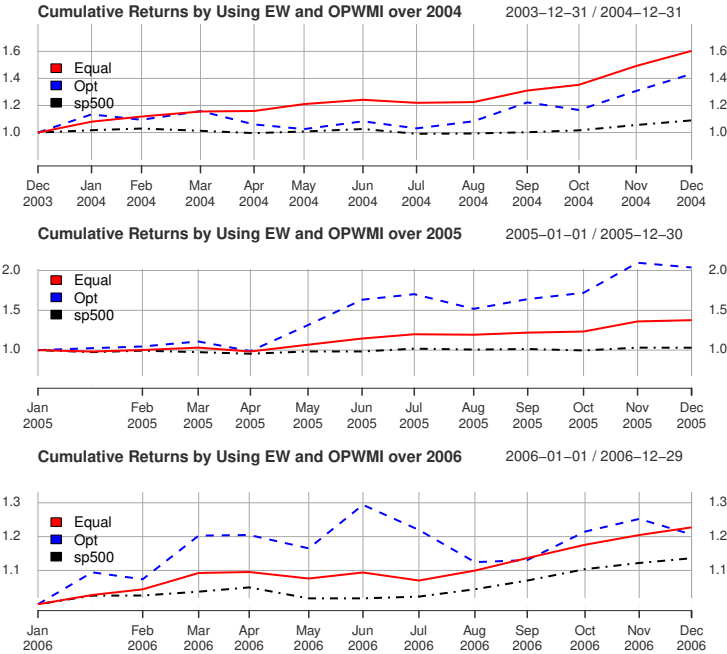 Cumulative Returns by Using EW and OPWMI over 2004 2003−12−31 / 2004−12−31
1.6 1.6
Equal
1.4 1.4
Opt
1.2 1.2
sp500
1.0 1.0
Dec Jan Feb Mar Apr May Jun Jul Aug Sep Oct Nov Dec
2003 2004 2004 2004 2004 2004 2004 2004 2004 2004 2004 2004 2004
Cumulative Returns by Using EW and OPWMI over 2005 2005−01−01 / 2005−12−30
2.0 2.0
Equal
Opt
1.5 1.5
sp500
1.0 1.0
Jan Feb Mar Apr May Jun Jul Aug Sep Oct Nov Dec
2005 2005 2005 2005 2005 2005 2005 2005 2005 2005 2005 2005
Cumulative Returns by Using EW and OPWMI over 2006 2006−01−01 / 2006−12−29
1.3 1.3
Equal
1.2 1.2
Opt
sp500
1.1 1.1
Jan Feb Mar Apr May Jun Jul Aug Sep Oct Nov Dec
2006 2006 2006 2006 2006 2006 2006 2006 2006 2006 2006 2006